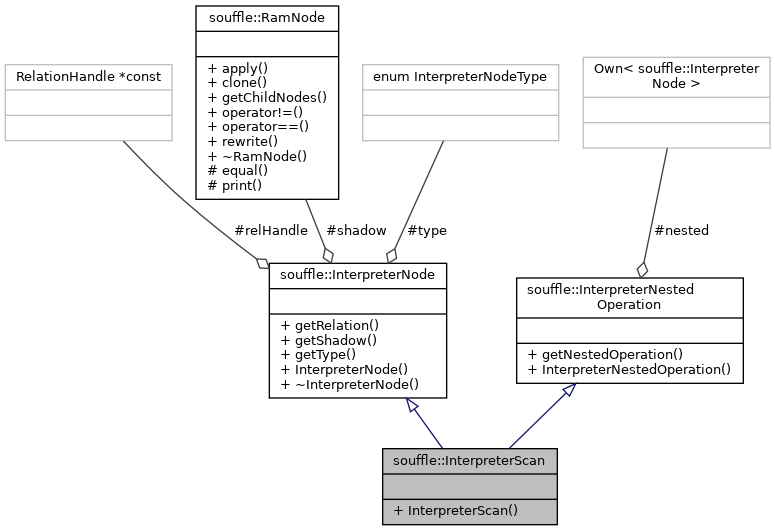 souffle::RamNode
+ apply()
+ clone()
+ getChildNodes()
+ operator!=()
+ operator==()
+ rewrite()
+ ~RamNode()
# equal()
# print()
RelationHandle *const
enum InterpreterNodeType
Own< souffle::Interpreter
Node >
#relHandle
#shadow
#type
#nested
souffle::InterpreterNode
+ getRelation()
+ getShadow()
+ getType()
+ InterpreterNode()
+ ~InterpreterNode()
souffle::InterpreterNested
Operation
+ getNestedOperation()
+ InterpreterNestedOperation()
souffle::InterpreterScan
+ InterpreterScan()